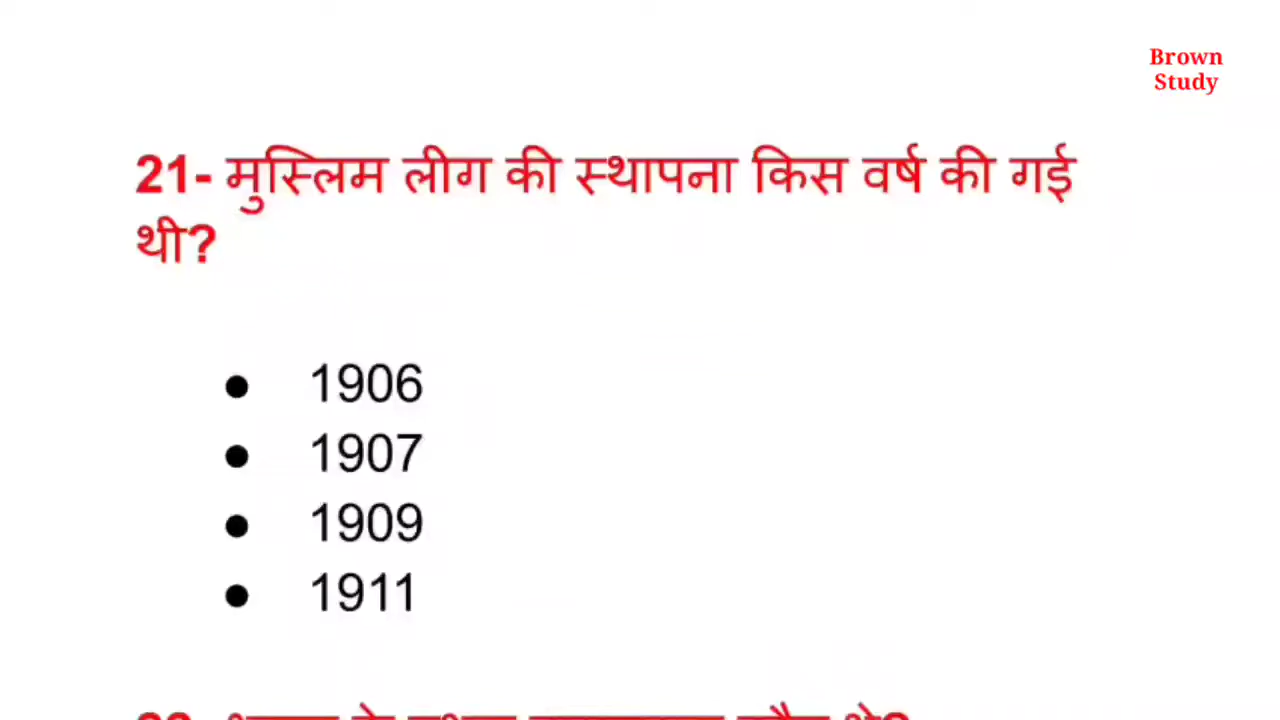 Brown
Study
21- मुस्लिम लीग की स्थापना किस वर्ष की गई
थी?
● 1906
● 1907
● 1909
● 1911